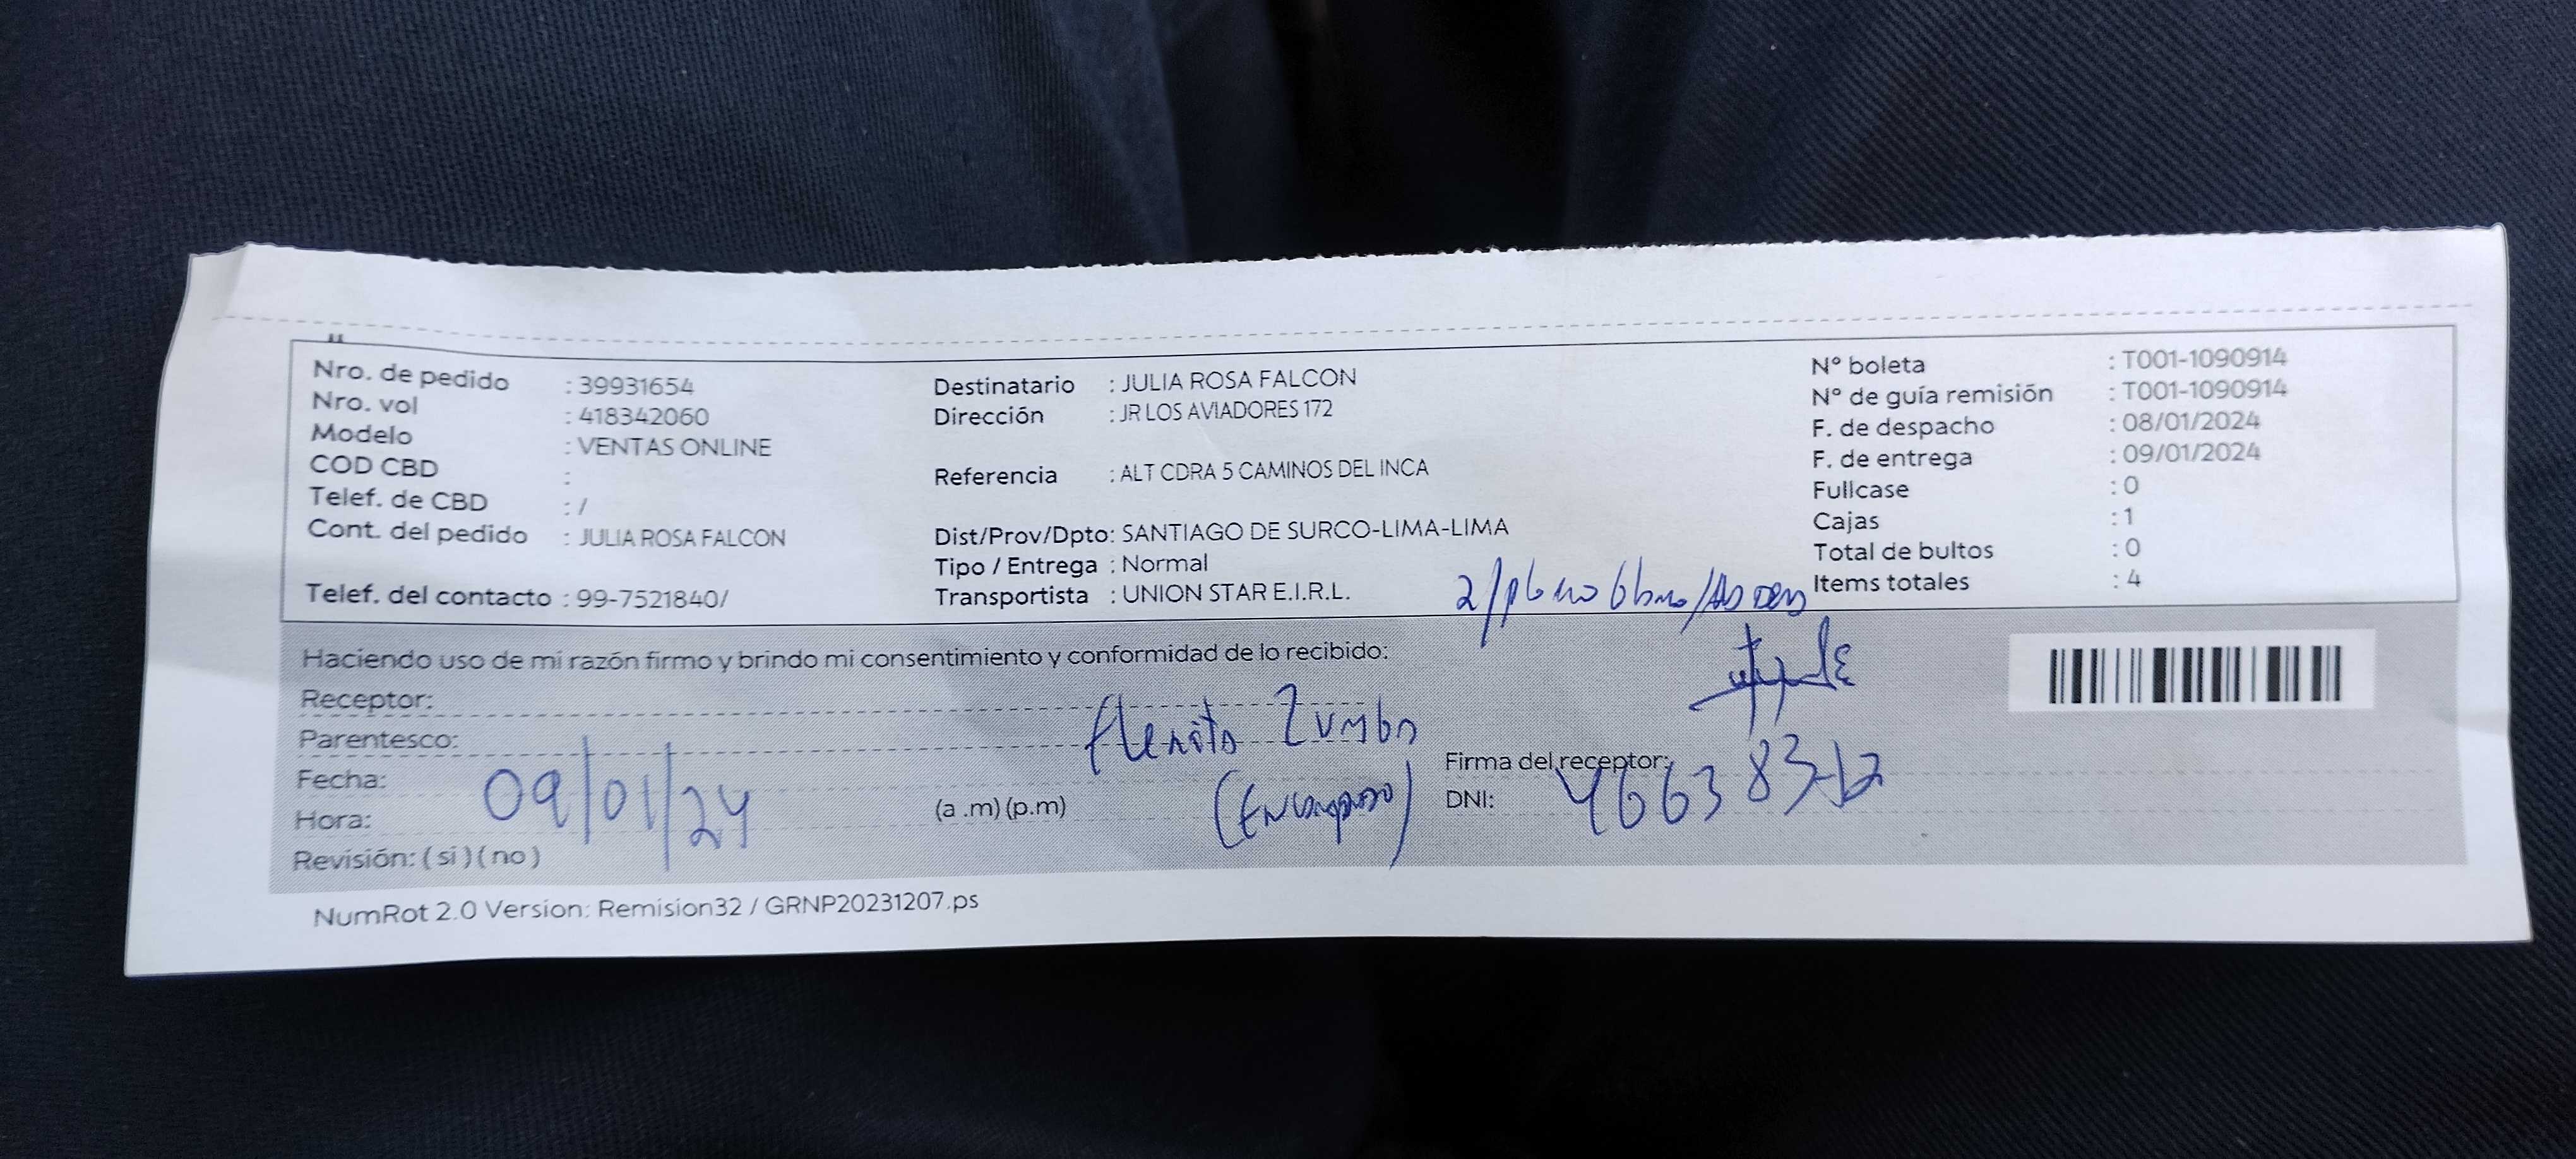 Nro. de pedido : 39931654
Nro. vol : 418342060
Modelo : VENTAS ONLINE
COD CBD :
Telef. de CBD : /
Cont. del pedido : JULIA ROSA FALCON
Telef. del contacto : 99-7521840/
Destinatario : JULIA ROSA FALCON
Dirección : JR LOS AVIADORES 172
Referencia : ALT CDRA 5 CAMINOS DEL INCA
Dist/Prov/Dpto: SANTIAGO DE SURCO-LIMA-LIMA
Tipo / Entrega : Normal
Transportista : UNION STAR E.I.R.L.
N° boleta : T001-1090914
N° de guía remisión : T001-1090914
F. de despacho : 08/01/2024
F. de entrega : 09/01/2024
Fullcase : 0
Cajas : 1
Total de bultos : 0
Items totales : 4
Haciendo uso de mi razón firmo y brindo mi consentimiento y conformidad de lo recibido:
Receptor:
Parentesco:
Fecha: 09/01/24
Hora: (a .m) (p.m)
Revisión: ( si ) ( no )
Firma del receptor:
DNI:
NumRot 2.0 Version: Remision32 / GRNP20231207.ps